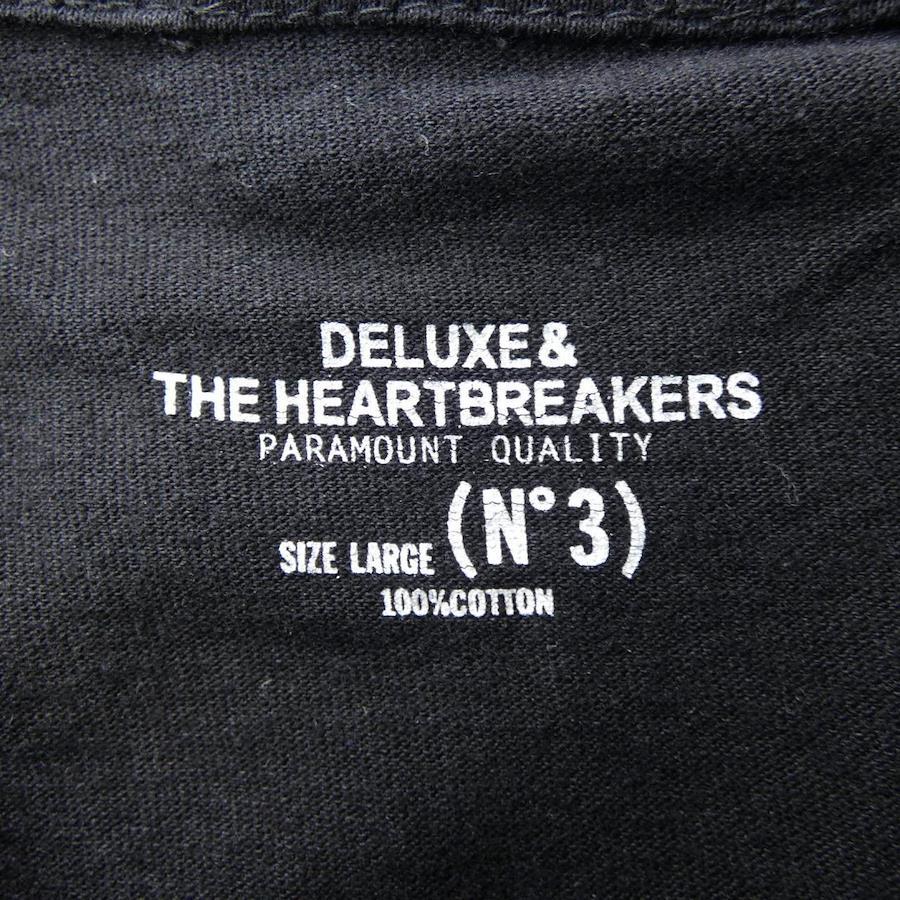 DELUXE &
THE HEARTBREAKERS
PARAMOUNT QUALITY
SIZE LARGE (N° 3)
100%COTTON